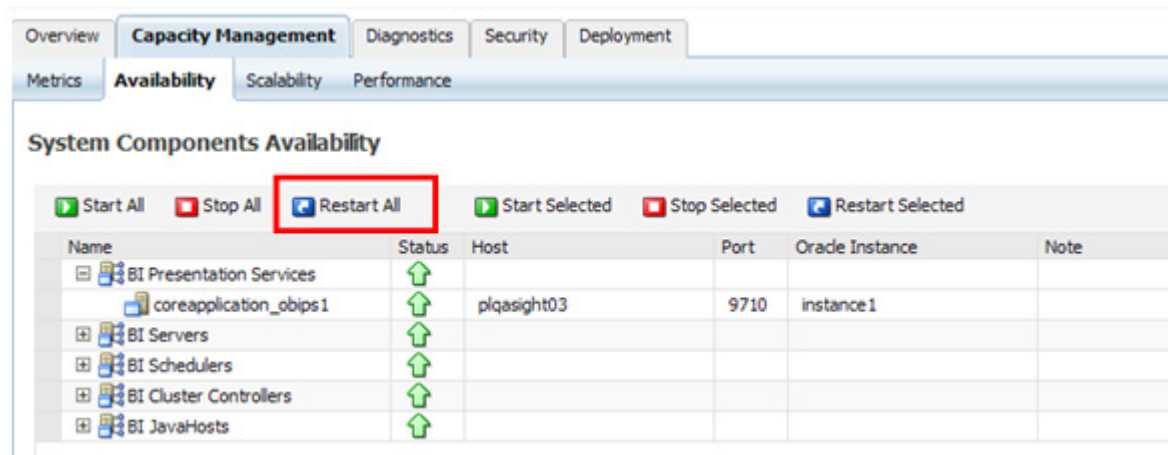 Overview Capacity Management Diagnostics Security Deployment
Metrics Availability Scalability Performance
System Components Availability
Start All Stop All Restart All Start Selected Stop Selected Restart Selected
Name Status Host Port Oracle Instance Note
BI Presentation Services
coreapplication_obips1 plqasight03 9710 instance1
BI Servers
BI Schedulers
BI Cluster Controllers
BI JavaHosts